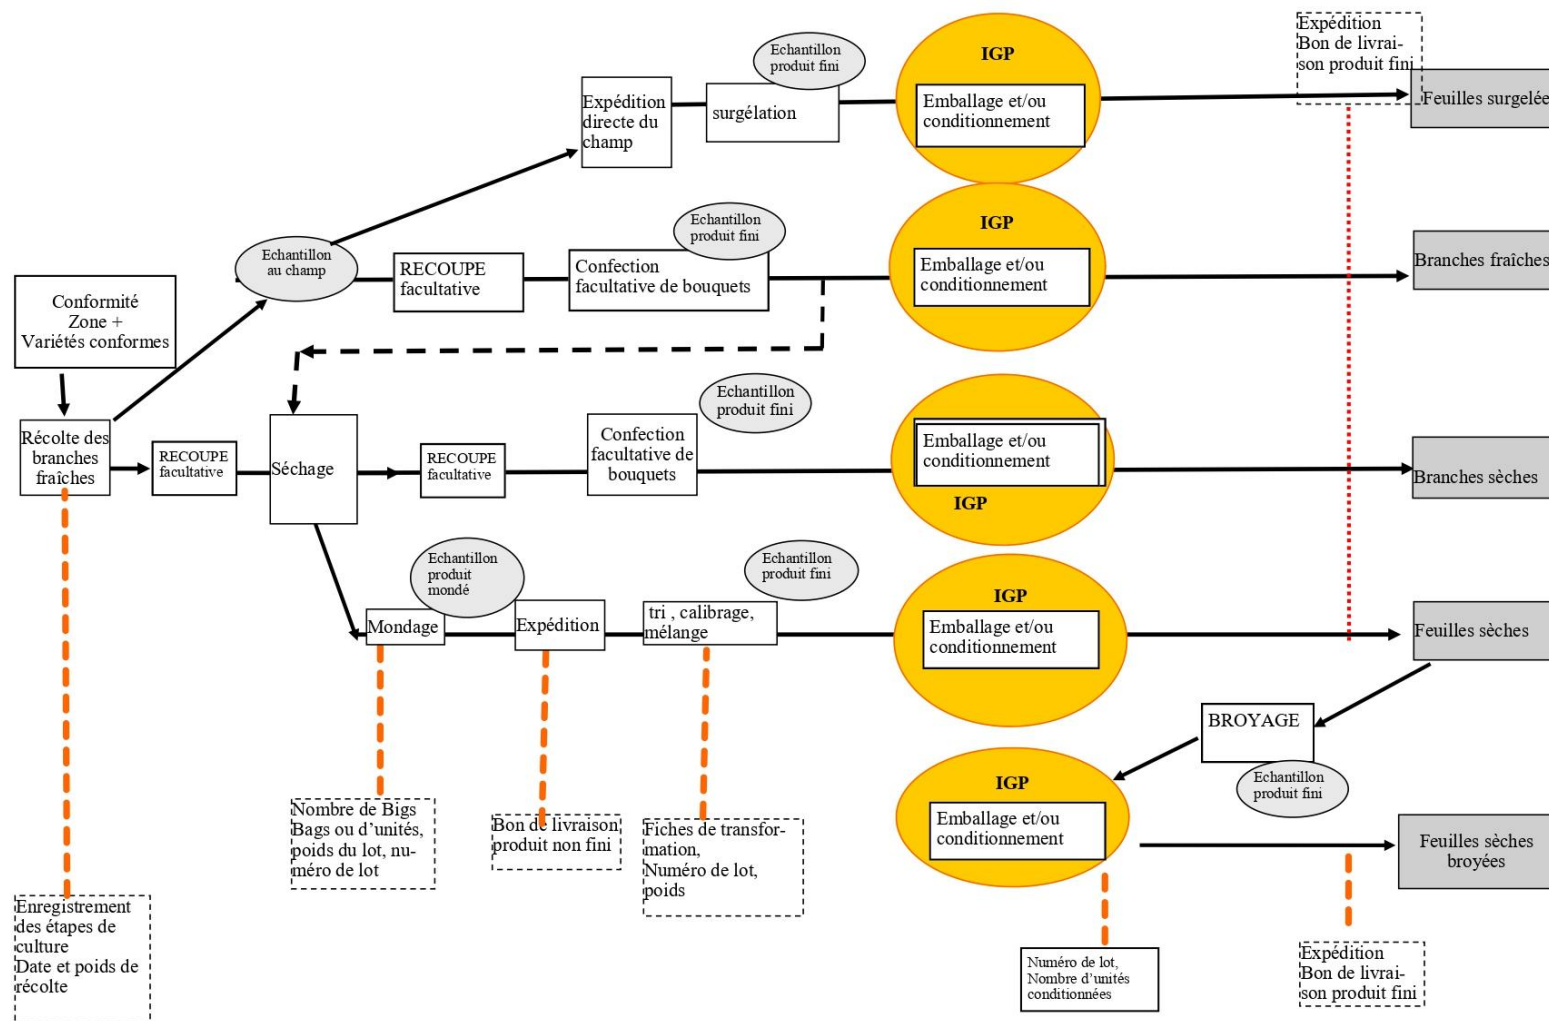 Expédition
Bon de livrai-
son produit fini
Echantillon
produit fini
IGP
Expédition
directe du
champ
surgélation
Emballage et/ou
conditionnement
Feuilles surgelée
Echantillon
produit fini
IGP
Echantillon
au champ
RECOUPE
facultative
Confection
facultative de bouquets
Emballage et/ou
conditionnement
Branches fraîches
Conformité
Zone +
Variétés conformes
Echantillon
produit fini
Récolte des
branches
fraîches
RECOUPE
facultative
Séchage
RECOUPE
facultative
Confection
facultative de
bouquets
Emballage et/ou
conditionnement
IGP
Branches sèches
Echantillon
produit
mondé
Echantillon
produit fini
IGP
Mondage
Expédition
tri , calibrage,
mélange
Emballage et/ou
conditionnement
Feuilles sèches
BROYAGE
Echantillon
produit fini
IGP
Emballage et/ou
conditionnement
Feuilles sèches
broyées
Nombre de Bigs
Bags ou d’unités,
poids du lot, nu-
méro de lot
Bon de livraison
produit non fini
Fiches de transfor-
mation,
Numéro de lot,
poids
Enregistrement
des étapes de
culture
Date et poids de
récolte
Numéro de lot,
Nombre d’unités
conditionnées
Expédition
Bon de livrai-
son produit fini